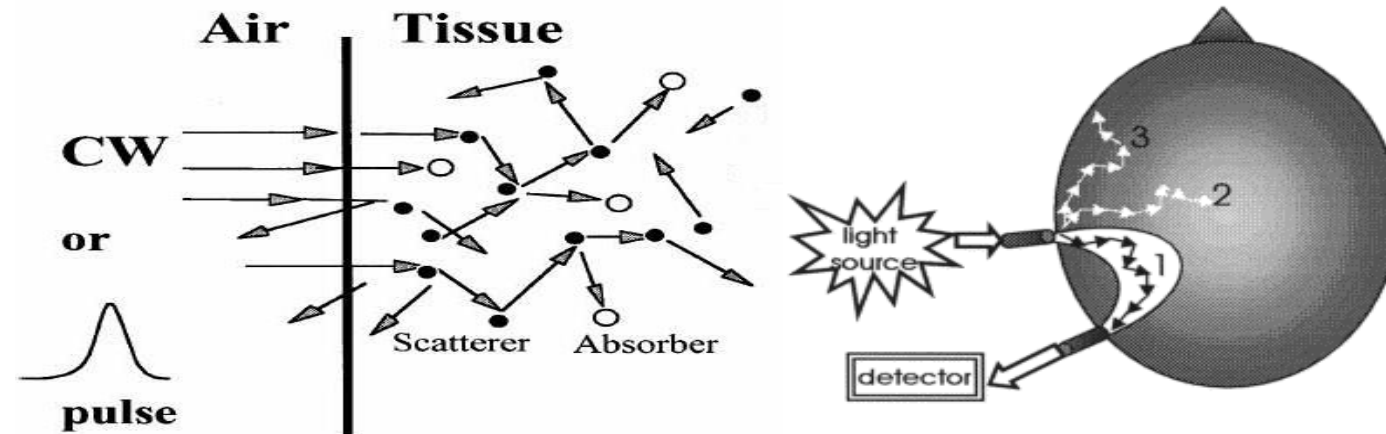 Air
Tissue
CW
or
pulse
Scatterer
Absorber
light
source
detector
1
2
3